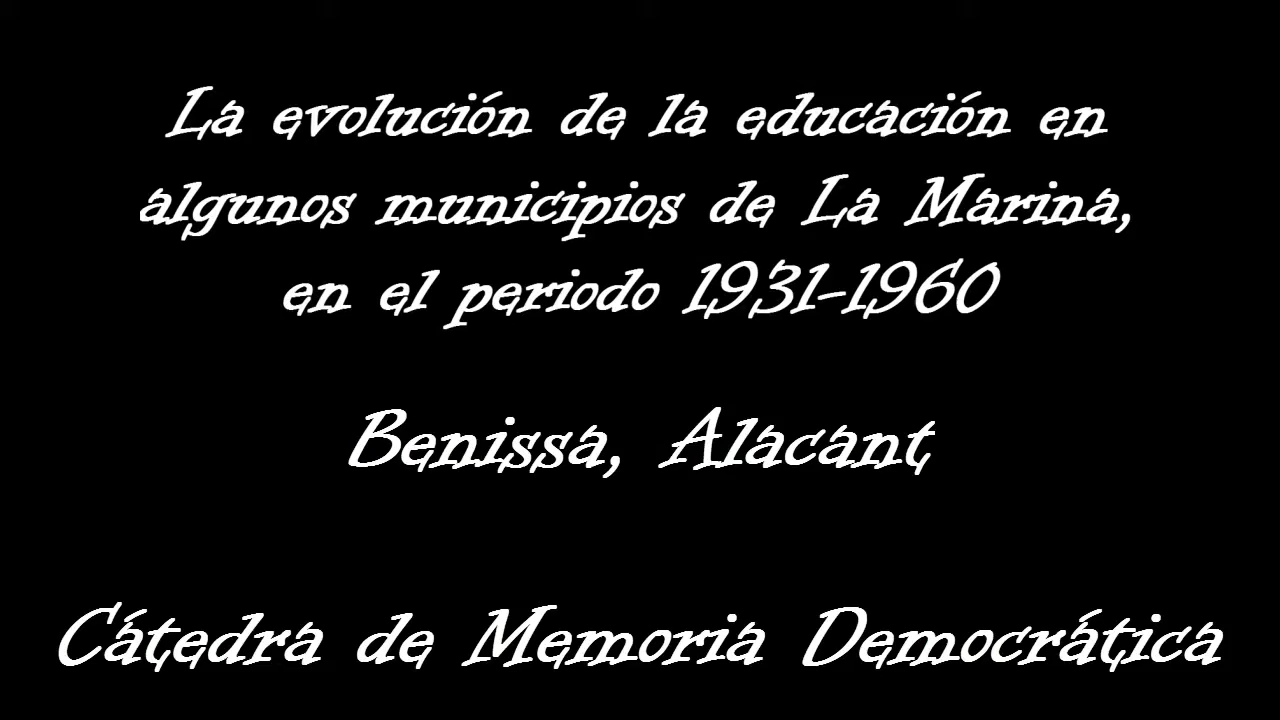 La evolución de la educación en
algunos municipios de La Marina,
en el periodo 1931-1960
Benissa, Alacant
Cátedra de Memoria Democrática